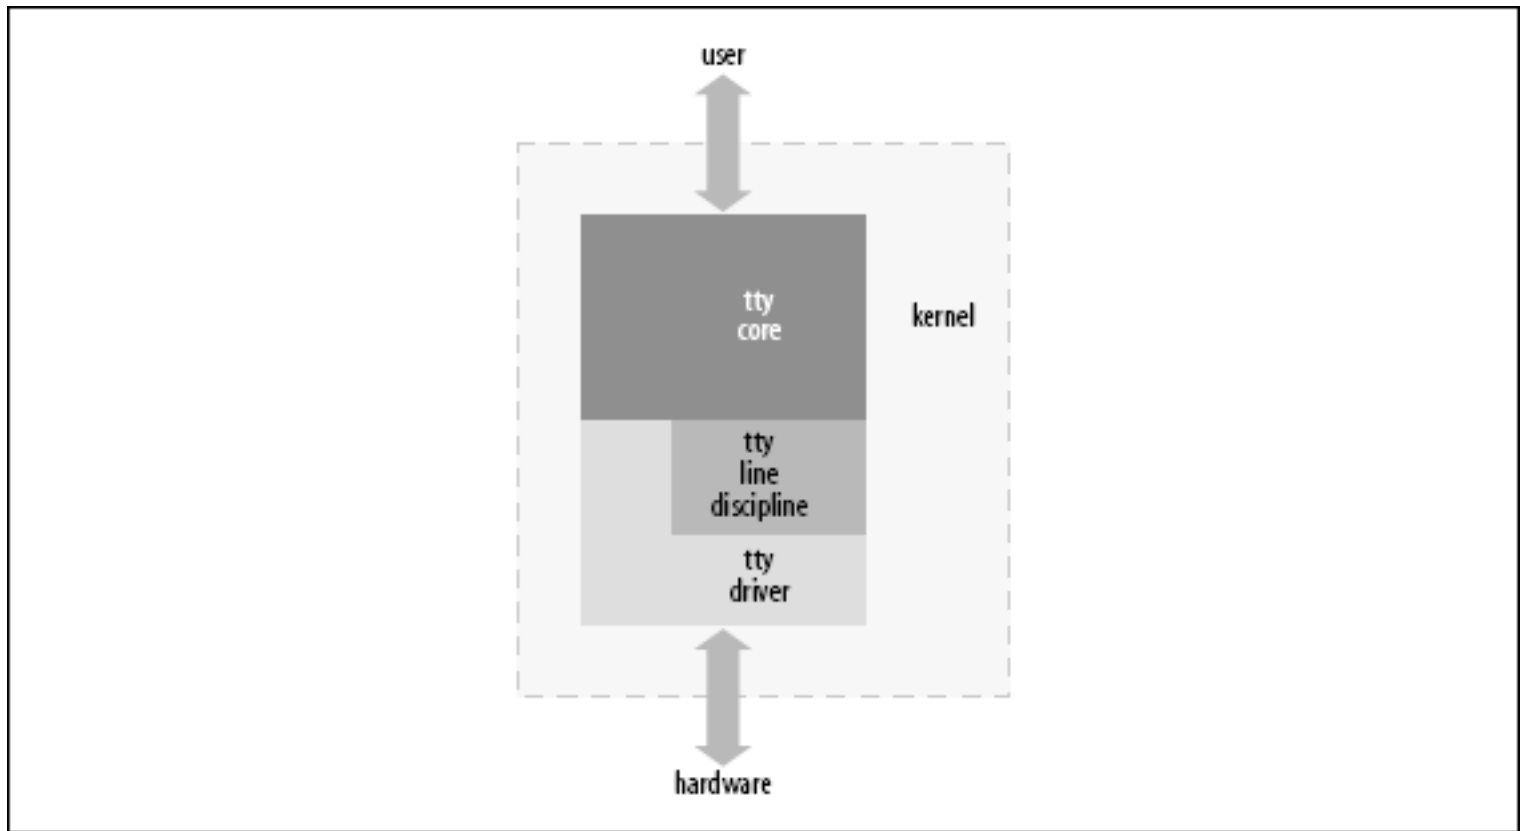 user
tty
core
kernel
tty
line
discipline
tty
driver
hardware